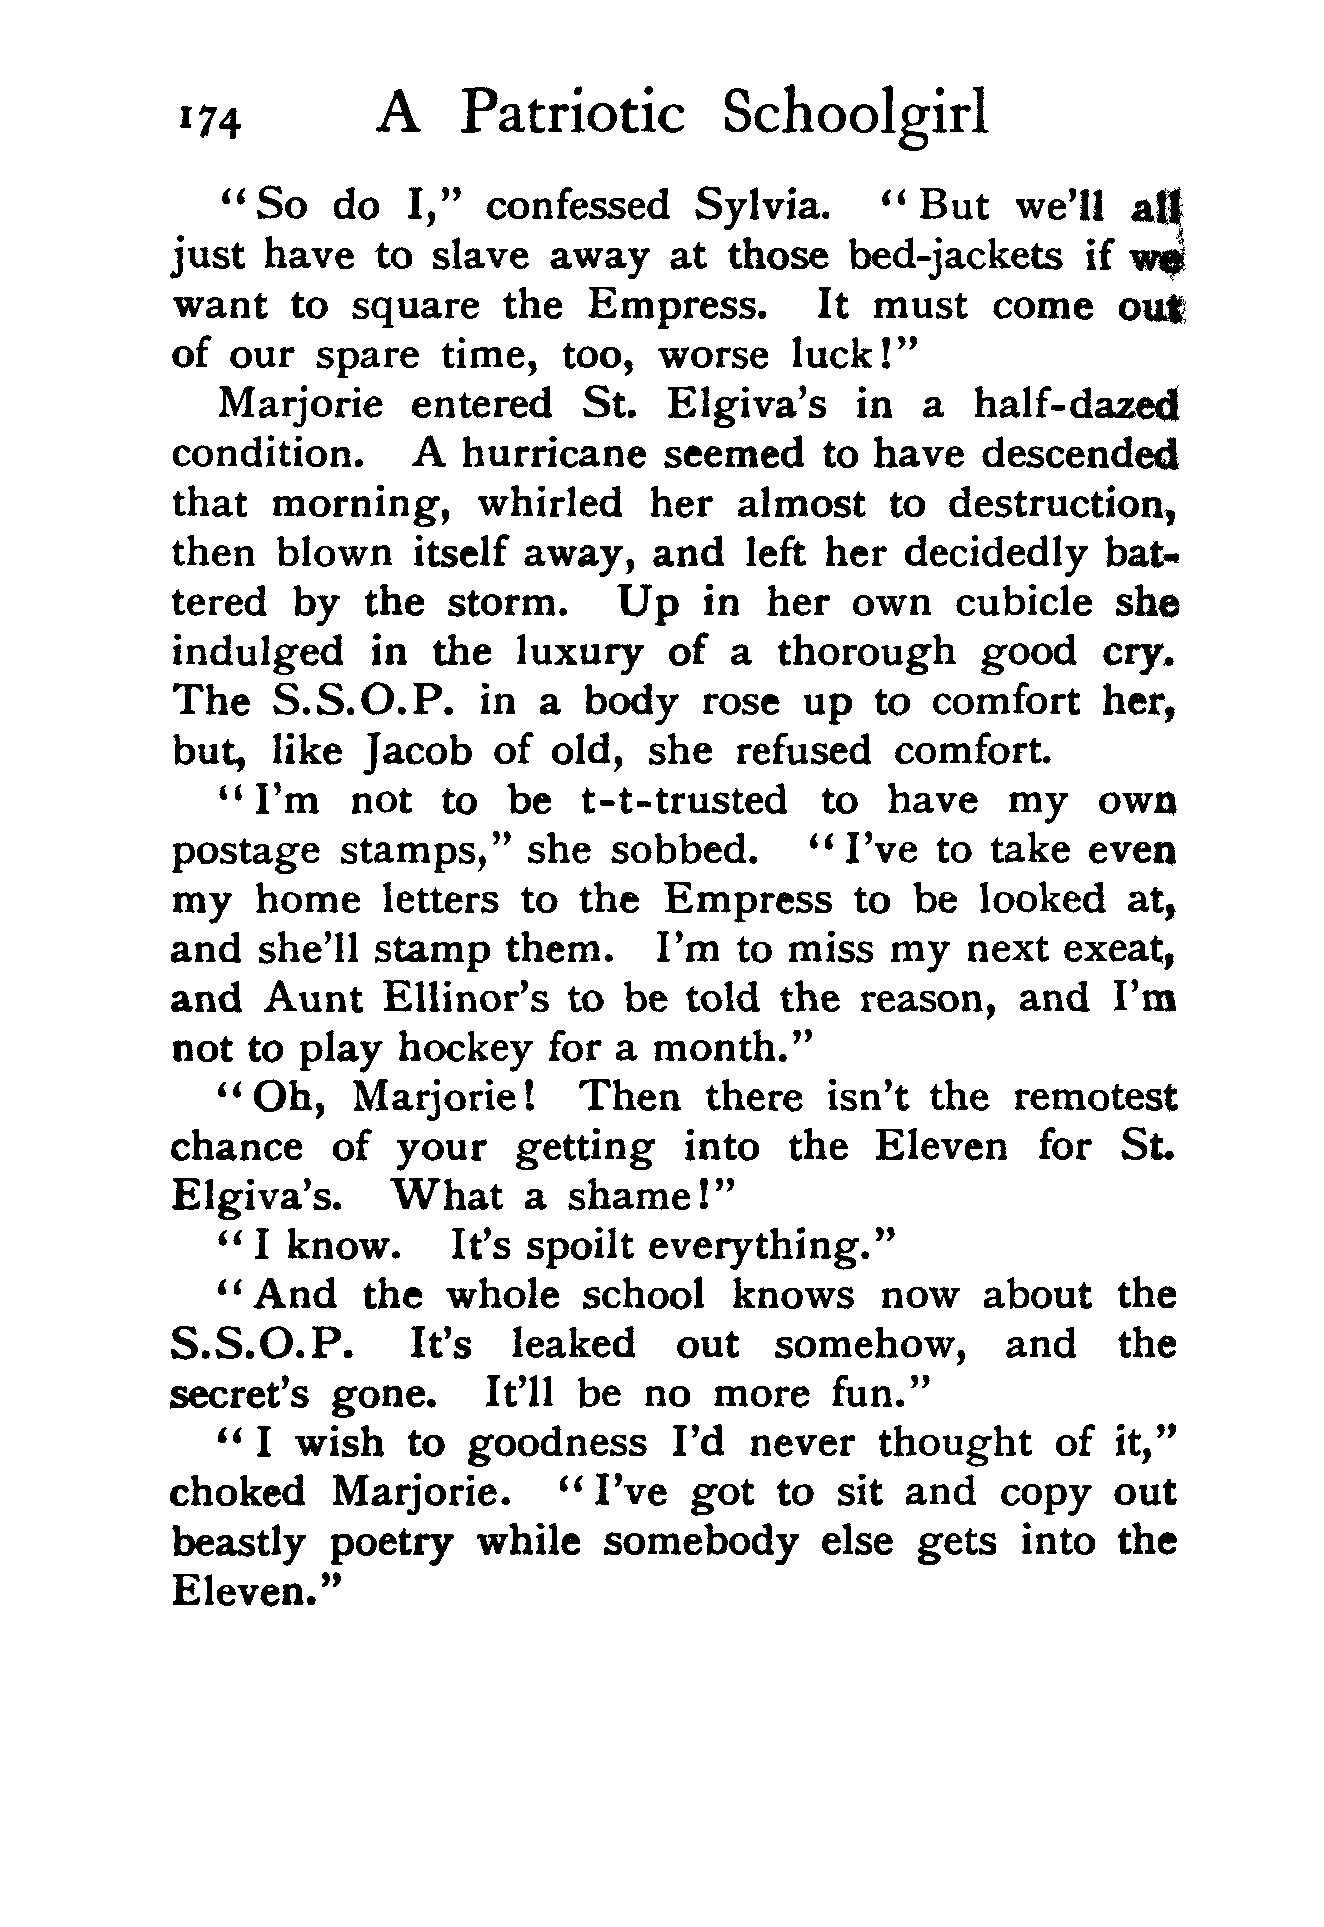 174 A Patriotic Schoolgirl
“So do I,” confessed Sylvia. “But we’ll all
just have to slave away at those bed-jackets if we
want to square the Empress. It must come out
of our spare time, too, worse luck!”
Marjorie entered St. Elgiva’s in a half-dazed
condition. A hurricane seemed to have descended
that morning, whirled her almost to destruction,
then blown itself away, and left her decidedly bat-
tered by the storm. Up in her own cubicle she
indulged in the luxury of a thorough good cry.
The S.S.O.P. in a body rose up to comfort her,
but, like Jacob of old, she refused comfort.
“I’m not to be t-t-trusted to have my own
postage stamps,” she sobbed. “I’ve to take even
my home letters to the Empress to be looked at,
and she’ll stamp them. I’m to miss my next exeat,
and Aunt Ellinor’s to be told the reason, and I’m
not to play hockey for a month.”
“Oh, Marjorie! Then there isn’t the remotest
chance of your getting into the Eleven for St.
Elgiva’s. What a shame!”
“I know. It’s spoilt everything.”
“And the whole school knows now about the
S.S.O.P. It’s leaked out somehow, and the
secret’s gone. It’ll be no more fun.”
“I wish to goodness I’d never thought of it,”
choked Marjorie. “I’ve got to sit and copy out
beastly poetry while somebody else gets into the
Eleven.”